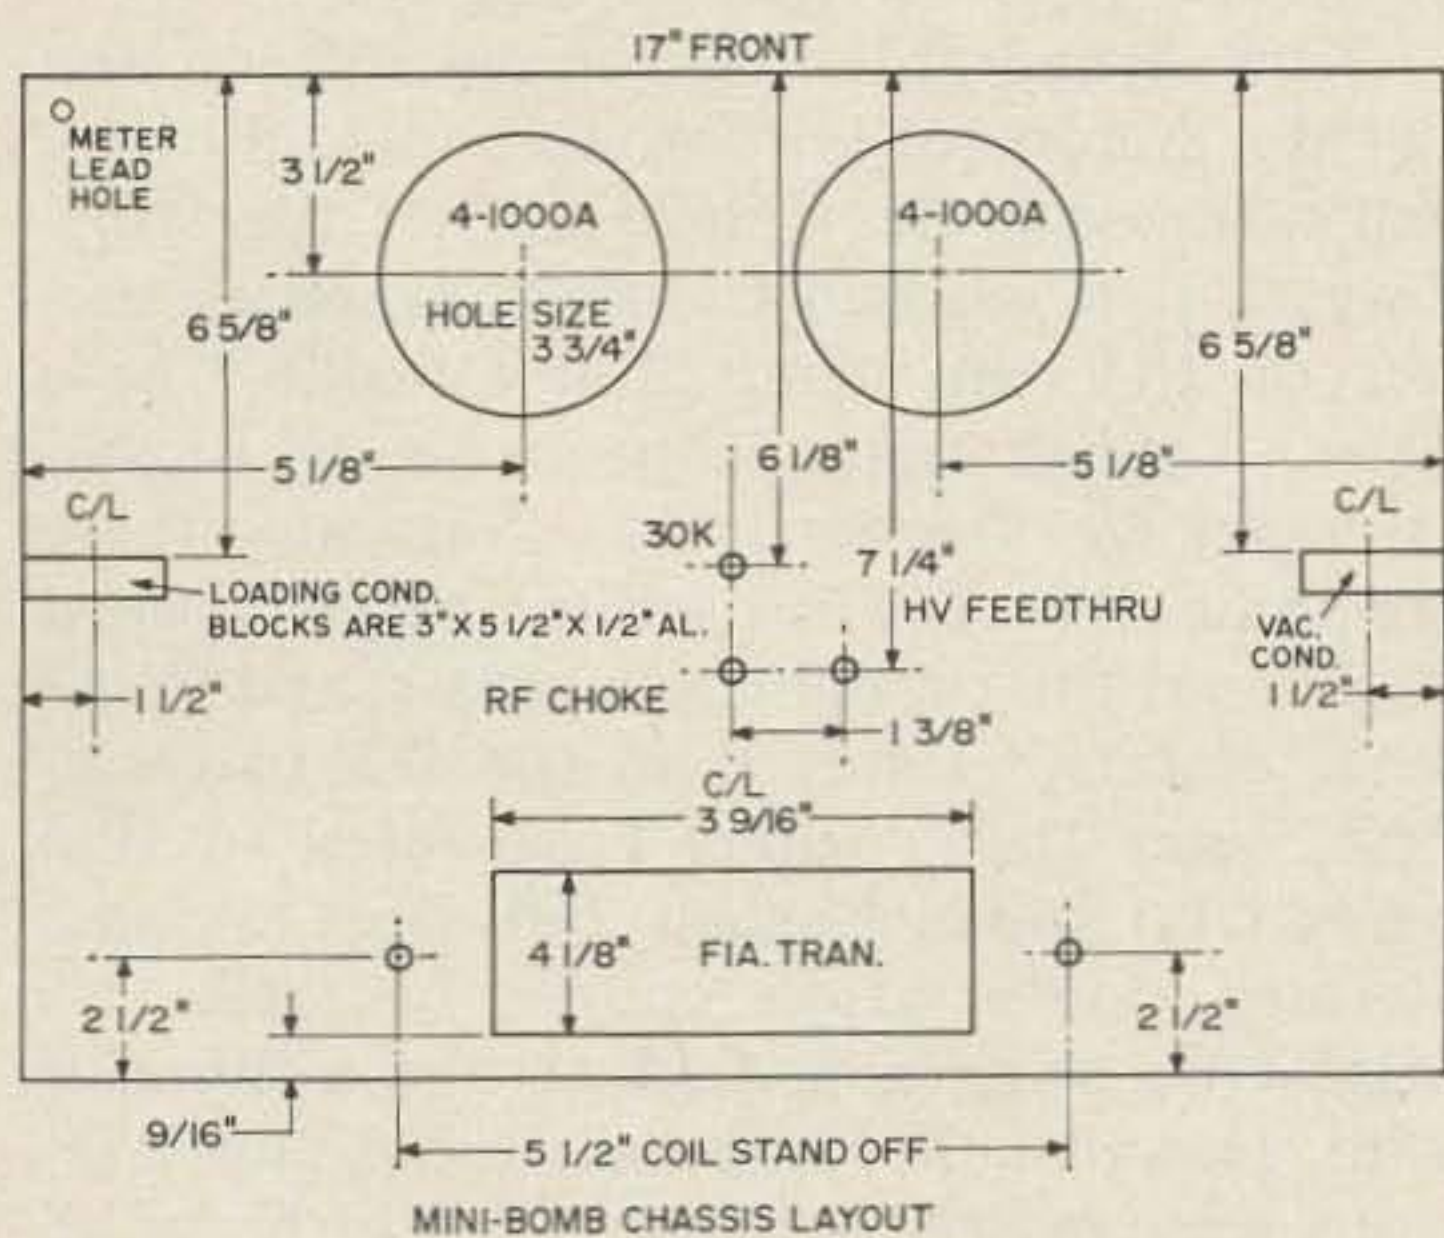 17" FRONT
METER
LEAD
HOLE
3 1/2"
4-1000A
4-1000A
HOLE SIZE
3 3/4"
6 5/8"
6 5/8"
5 1/8"
6 1/8"
5 1/8"
C/L
C/L
30K
7 1/4"
LOADING COND.
BLOCKS ARE 3" X 5 1/2" X 1/2" AL.
HV FEEDTHRU
VAC.
COND.
1 1/2"
RF CHOKE
1 1/2"
1 3/8"
C/L
3 9/16"
4 1/8"
FIA. TRAN.
2 1/2"
2 1/2"
9/16"
5 1/2" COIL STAND OFF
MINI-BOMB CHASSIS LAYOUT